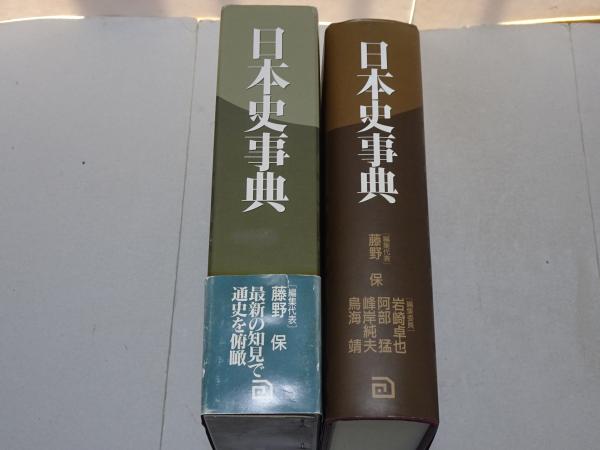 日本史事典
[編集代表]
藤野 保
最新の知見で
通史を俯瞰
日本史事典
[編集代表]
藤野 保
[編集委員]
岩崎卓也
阿部 猛
峰岸純夫
鳥海 靖